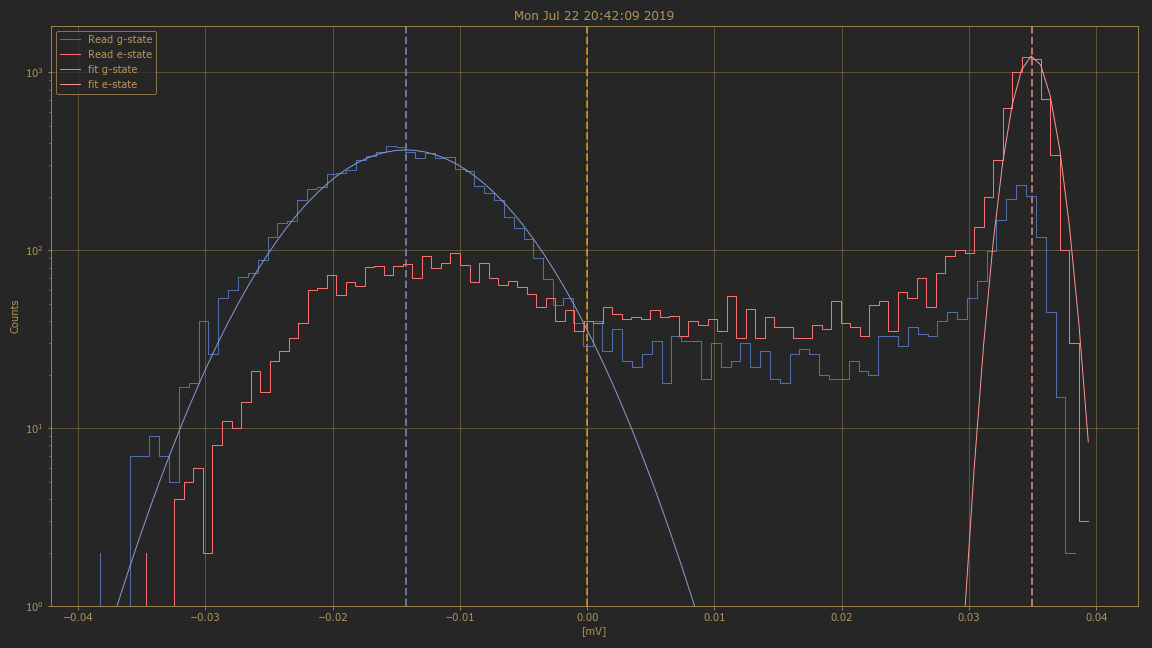 Mon Jul 22 20:42:09 2019
Read g-state
Read e-state
fit g-state
fit e-state
10³
10²
10¹
10⁰
Counts
−0.04 −0.03 −0.02 −0.01 0.00 0.01 0.02 0.03 0.04
[mV]